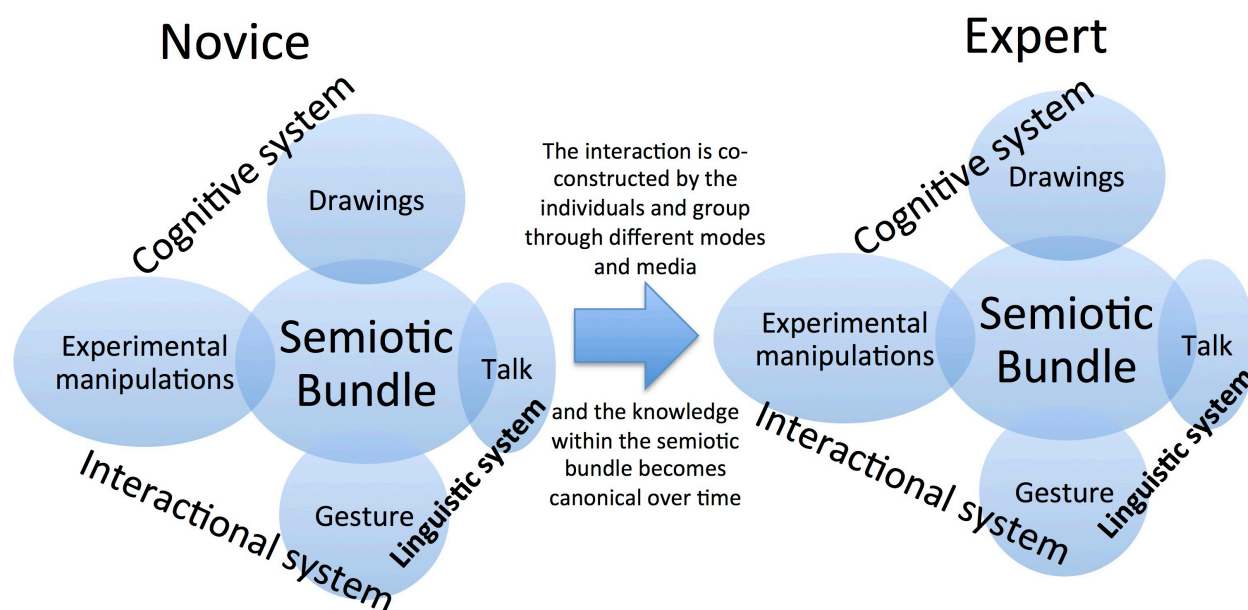 Novice
Cognitive system
Drawings
Experimental
manipulations
Semiotic
Bundle
Talk
Gesture
Interactional system
Linguistic system
The interaction is co-
constructed by the
individuals and group
through different modes
and media
and the knowledge
within the semiotic
bundle becomes
canonical over time
Expert
Cognitive system
Drawings
Experimental
manipulations
Semiotic
Bundle
Talk
Gesture
Interactional system
Linguistic system